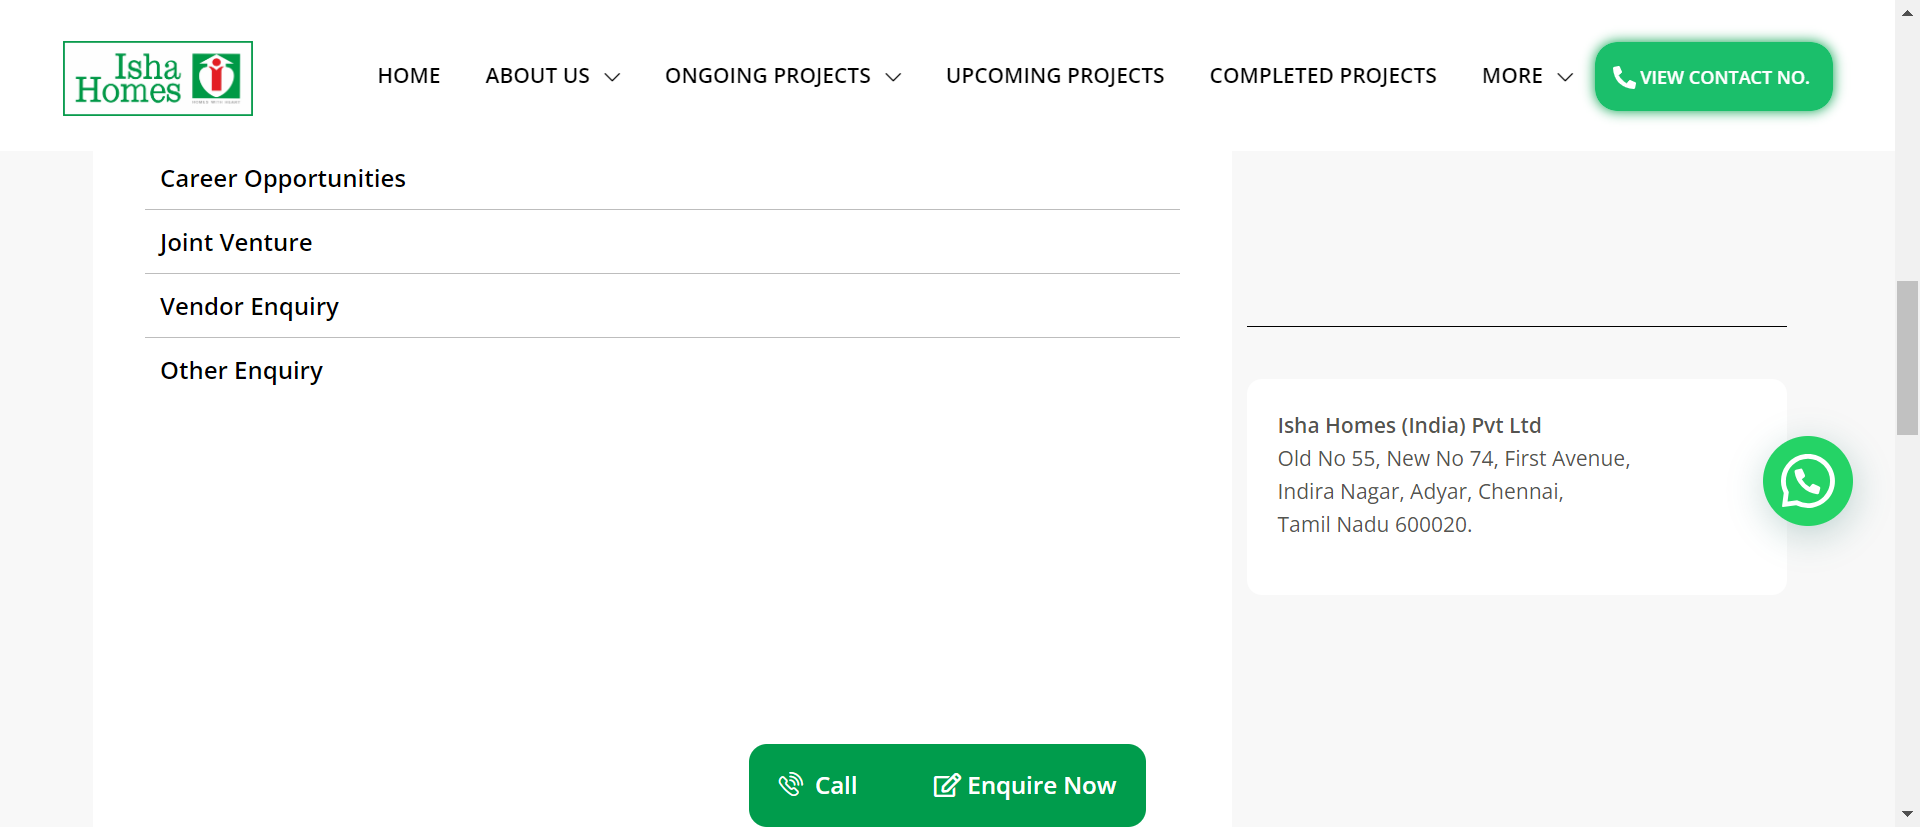 Isha
Homes
HOME
ABOUT US
ONGOING PROJECTS
UPCOMING PROJECTS
COMPLETED PROJECTS
MORE
VIEW CONTACT NO.
Career Opportunities
Joint Venture
Vendor Enquiry
Other Enquiry
Isha Homes (India) Pvt Ltd
Old No 55, New No 74, First Avenue,
Indira Nagar, Adyar, Chennai,
Tamil Nadu 600020.
Call
Enquire Now